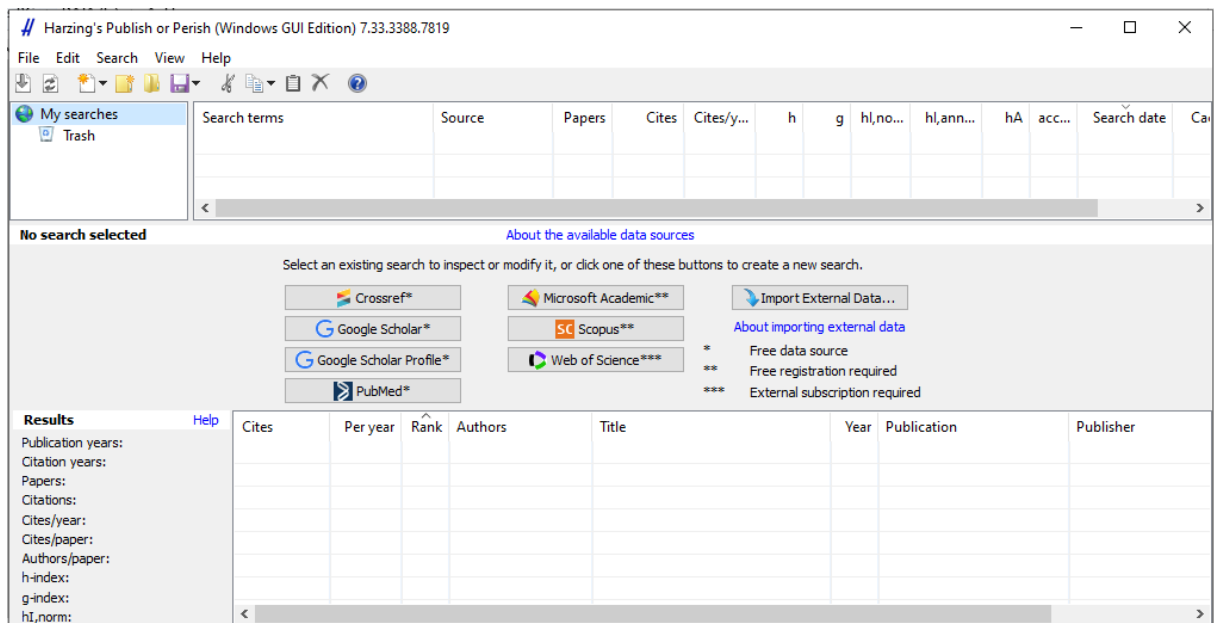 Harzing's Publish or Perish (Windows GUI Edition) 7.33.3388.7819
File Edit Search View Help
My searches
Trash
Search terms Source Papers Cites Cites/y... h g hI,no... hI,ann... hA acc... Search date Ca
No search selected About the available data sources
Select an existing search to inspect or modify it, or click one of these buttons to create a new search.
Crossref* Microsoft Academic** Import External Data...
Google Scholar* SC Scopus** About importing external data
Google Scholar Profile* Web of Science*** * Free data source
** Free registration required
PubMed* *** External subscription required
Results Help Cites Per year Rank Authors Title Year Publication Publisher
Publication years:
Citation years:
Papers:
Citations:
Cites/year:
Cites/paper:
Authors/paper:
h-index:
g-index:
hI,norm: